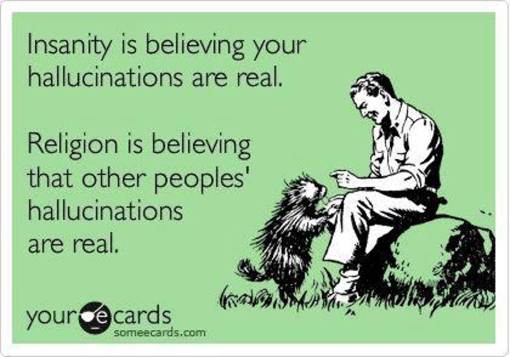 Insanity is believing your
hallucinations are real.
Religion is believing
that other peoples'
hallucinations
are real.
your e cards
someecards.com